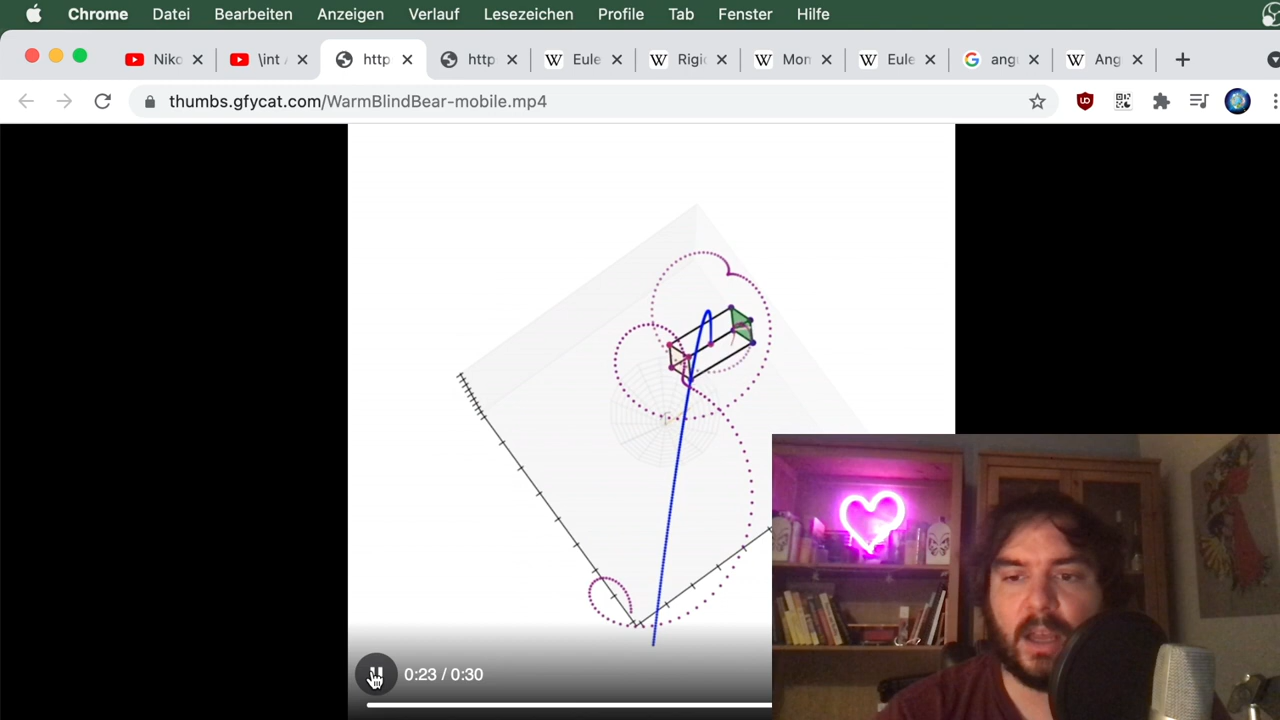 Chrome Datei Bearbeiten Anzeigen Verlauf Lesezeichen Profile Tab Fenster Hilfe
Niko \int / http http W Eule W Rigi W Mon W Eule G angu W Ang
thumbs.gfycat.com/WarmBlindBear-mobile.mp4
0:23 / 0:30